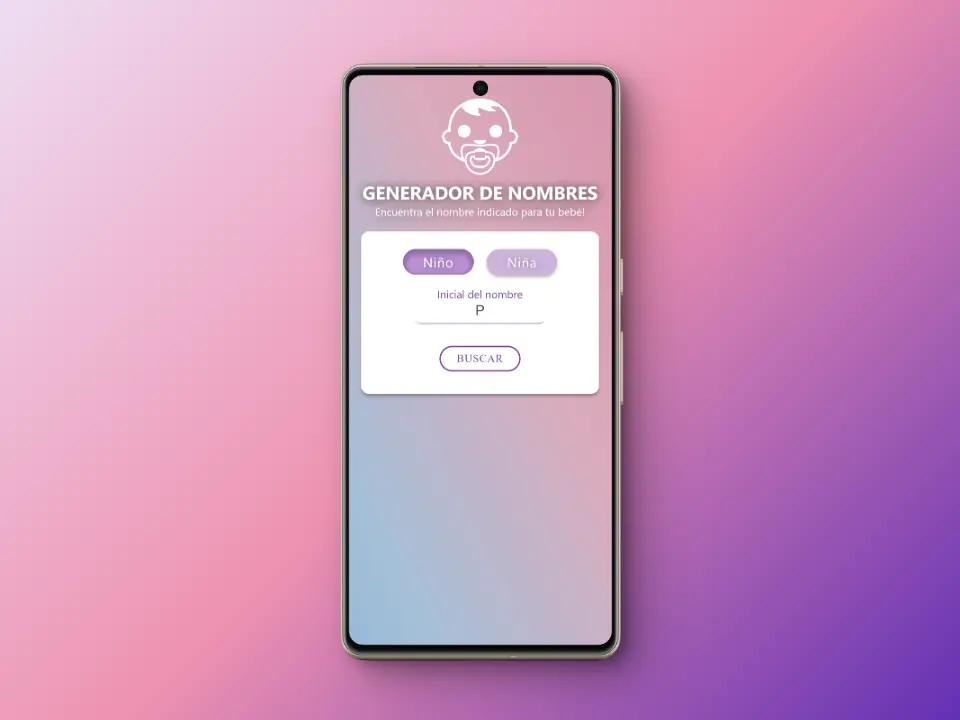 GENERADOR DE NOMBRES
Encuentra el nombre indicado para tu bebé!
Niño Niña
Inicial del nombre
P
BUSCAR